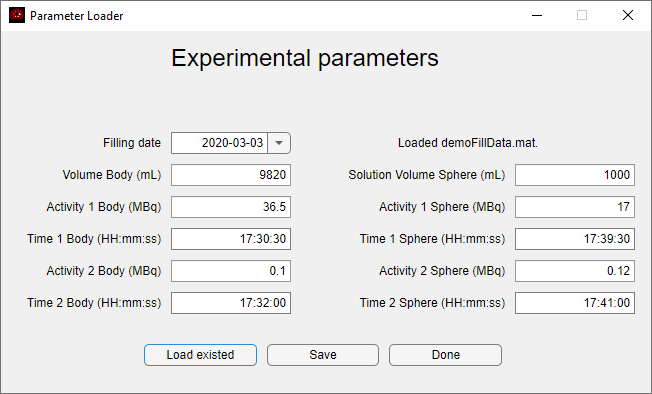 Parameter Loader
Experimental parameters
Filling date 2020-03-03 Loaded demoFillData.mat.
Volume Body (mL) 9820 Solution Volume Sphere (mL) 1000
Activity 1 Body (MBq) 36.5 Activity 1 Sphere (MBq) 17
Time 1 Body (HH:mm:ss) 17:30:30 Time 1 Sphere (HH:mm:ss) 17:39:30
Activity 2 Body (MBq) 0.1 Activity 2 Sphere (MBq) 0.12
Time 2 Body (HH:mm:ss) 17:32:00 Time 2 Sphere (HH:mm:ss) 17:41:00
Load existed Save Done